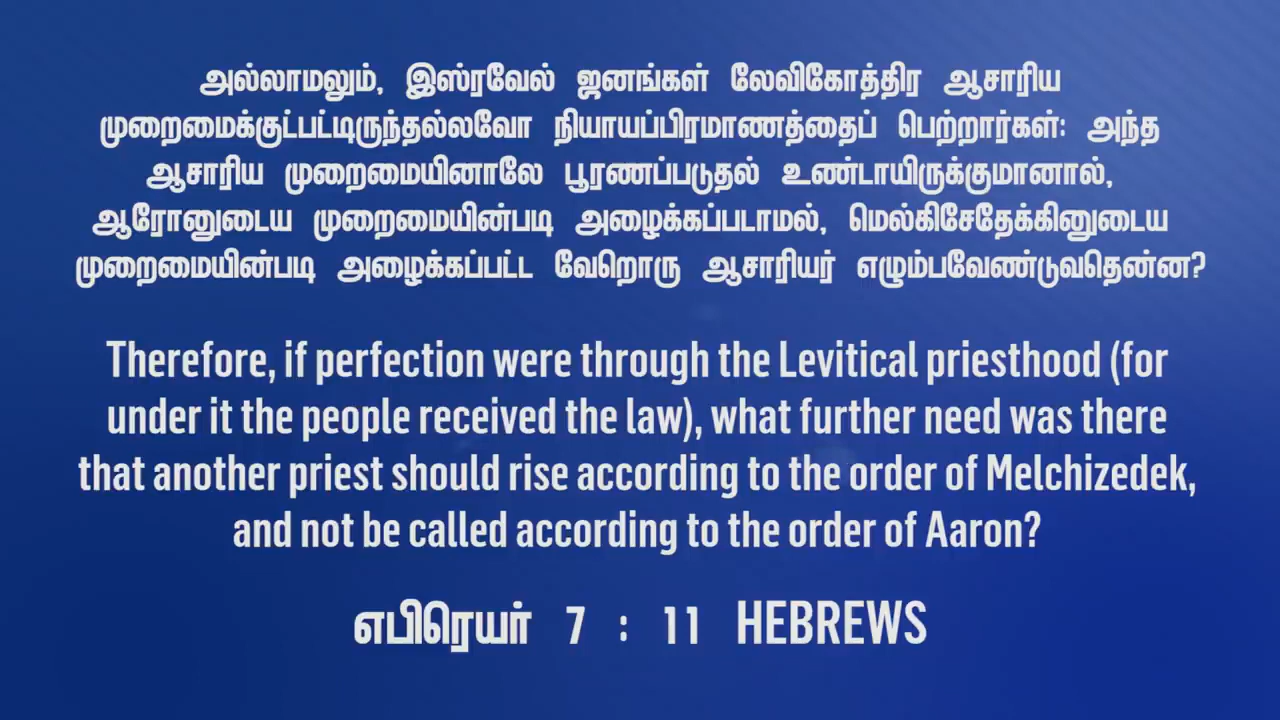 அல்லாமலும், இஸ்ரவேல் ஜனங்கள் லேவிகோத்திர ஆசாரிய
முறைமைக்குட்பட்டிருந்தல்லவோ நியாயப்பிரமாணத்தைப் பெற்றார்கள்: அந்த
ஆசாரிய முறைமையினாலே பூரணப்படுதல் உண்டாயிருக்குமானால்,
ஆரோனுடைய முறைமையின்படி அழைக்கப்படாமல், மெல்கிசேதேக்கினுடைய
முறைமையின்படி அழைக்கப்பட்ட வேறொரு ஆசாரியர் எழும்பவேண்டுவதென்ன?
Therefore, if perfection were through the Levitical priesthood (for
under it the people received the law), what further need was there
that another priest should rise according to the order of Melchizedek,
and not be called according to the order of Aaron?
எபிரெயர் 7 : 11 HEBREWS